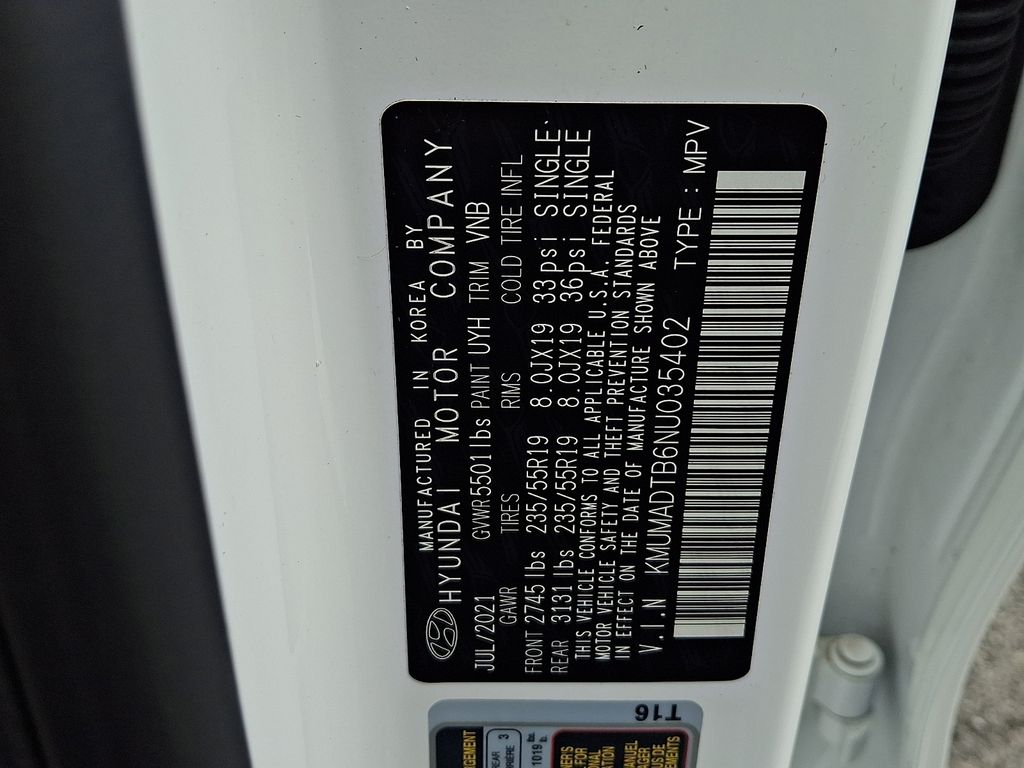 MANUFACTURED IN KOREA BY
HYUNDAI MOTOR COMPANY
JUL/2021 GVWR 5501 lbs PAINT UYH TRIM VNB
GAWR TIRES RIMS COLD TIRE INFL
FRONT 2745 lbs 235/55R19 8.0JX19 33psi SINGLE
REAR 3131 lbs 235/55R19 8.0JX19 36psi SINGLE
THIS VEHICLE CONFORMS TO ALL APPLICABLE U.S.A. FEDERAL
MOTOR VEHICLE SAFETY AND THEFT PREVENTION STANDARDS
IN EFFECT ON THE DATE OF MANUFACTURE SHOWN ABOVE
V.I.N KMUMADTB6NU035402 TYPE : MPV
T16
3
1019